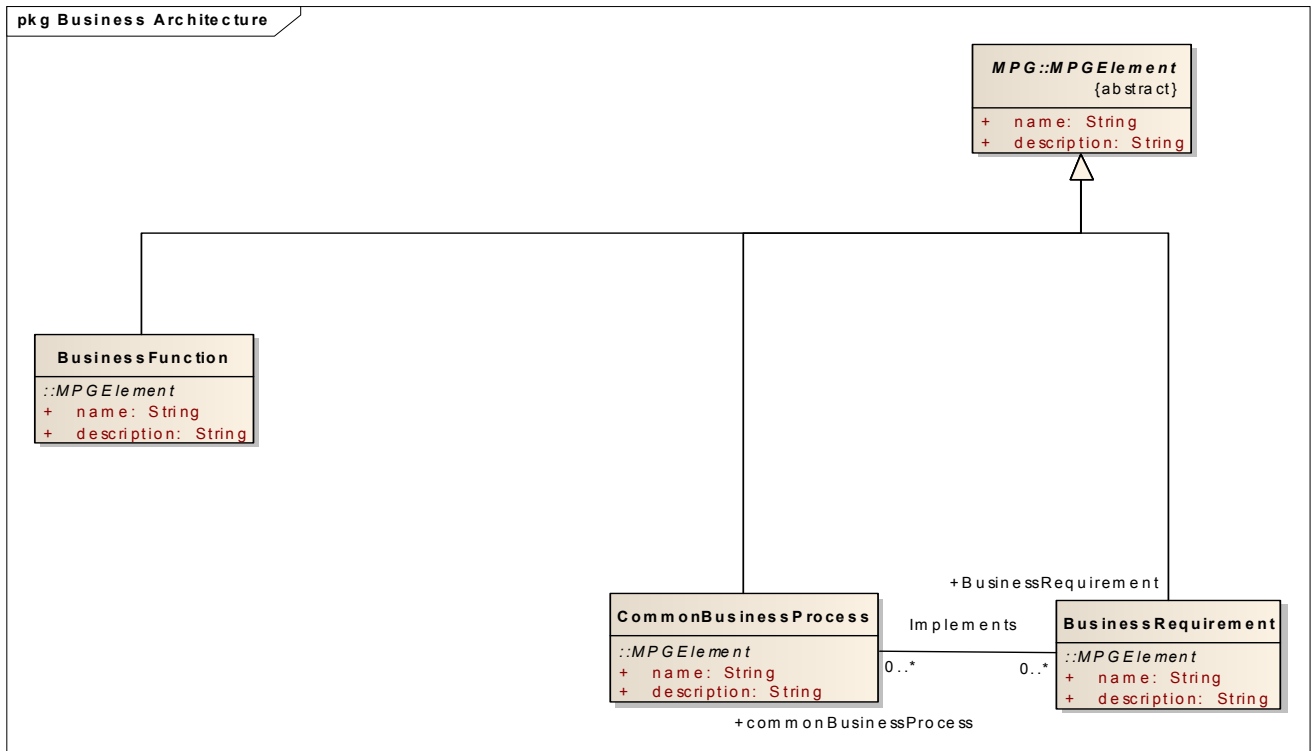 pkg Business Architecture
MPG::MPGElement
{abstract}
+ name: String
+ description: String
BusinessFunction
::MPGElement
+ name: String
+ description: String
+BusinessRequirement
CommonBusinessProcess
::MPGElement
+ name: String
+ description: String
Implements
0..*
0..*
BusinessRequirement
::MPGElement
+ name: String
+ description: String
+commonBusinessProcess